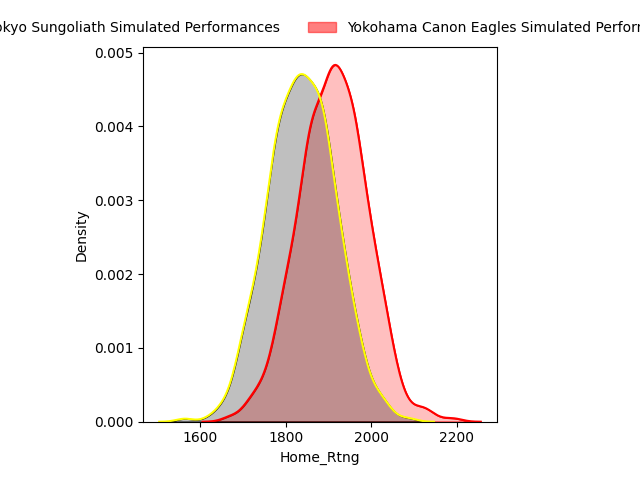 okyo Sungoliath Simulated Performances
Yokohama Canon Eagles Simulated Perfor
0.005
0.004
0.003
0.002
0.001
0.000
Density
1600
1800
2000
2200
Home_Rtng